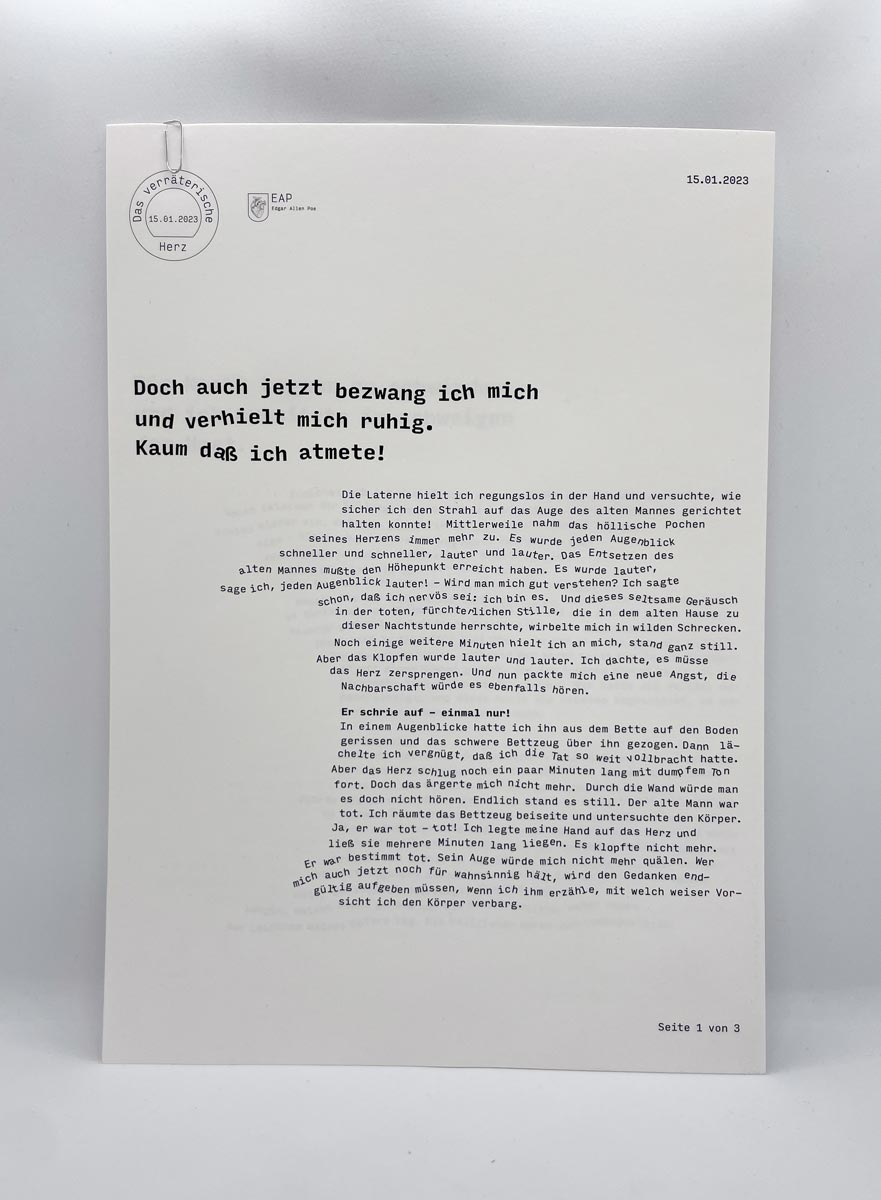 15.01.2023
Das verräterische
15.01.2023
Herz
EAP
Edgar Allen Poe
Doch auch jetzt bezwang ich mich
und verhielt mich ruhig.
Kaum daß ich atmete!
Die Laterne hielt ich regungslos in der Hand und versuchte, wie
sicher ich den Strahl auf das Auge des alten Mannes gerichtet
halten konnte! Mittlerweile nahm das höllische Pochen
seines Herzens immer mehr zu. Es wurde jeden Augenblick
schneller und schneller, lauter und lauter. Das Entsetzen des
alten Mannes mußte den Höhepunkt erreicht haben. Es wurde lauter,
sage ich, jeden Augenblick lauter! – Wird man mich gut verstehen? Ich sagte
schon, daß ich nervös sei: ich bin es. Und dieses seltsame Geräusch
in der toten, fürchterlichen Stille, die in dem alten Hause zu
dieser Nachtstunde herrschte, wirbelte mich in wilden Schrecken.
Noch einige weitere Minuten hielt ich an mich, stand ganz still.
Aber das Klopfen wurde lauter und lauter. Ich dachte, es müsse
das Herz zersprengen. Und nun packte mich eine neue Angst, die
Nachbarschaft würde es ebenfalls hören.
Er schrie auf – einmal nur!
In einem Augenblicke hatte ich ihn aus dem Bette auf den Boden
gerissen und das schwere Bettzeug über ihn gezogen. Dann lä-
chelte ich vergnügt, daß ich die Tat so weit vollbracht hatte.
Aber das Herz schlug noch ein paar Minuten lang mit dumpfem Ton
fort. Doch das ärgerte mich nicht mehr. Durch die Wand würde man
es doch nicht hören. Endlich stand es still. Der alte Mann war
tot. Ich räumte das Bettzeug beiseite und untersuchte den Körper.
Ja, er war tot – tot! Ich legte meine Hand auf das Herz und
ließ sie mehrere Minuten lang liegen. Es klopfte nicht mehr.
Er war bestimmt tot. Sein Auge würde mich nicht mehr quälen. Wer
mich auch jetzt noch für wahnsinnig hält, wird den Gedanken end-
gültig aufgeben müssen, wenn ich ihm erzähle, mit welch weiser Vor-
sicht ich den Körper verbarg.
Seite 1 von 3